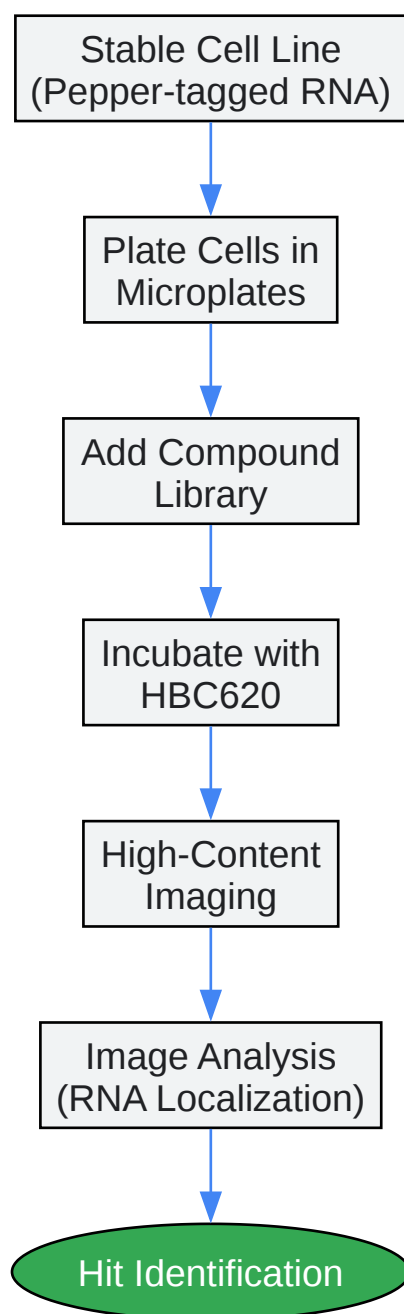 Stable Cell Line
(Pepper-tagged RNA)
Plate Cells in
Microplates
Add Compound
Library
Incubate with
HBC620
High-Content
Imaging
Image Analysis
(RNA Localization)
Hit Identification